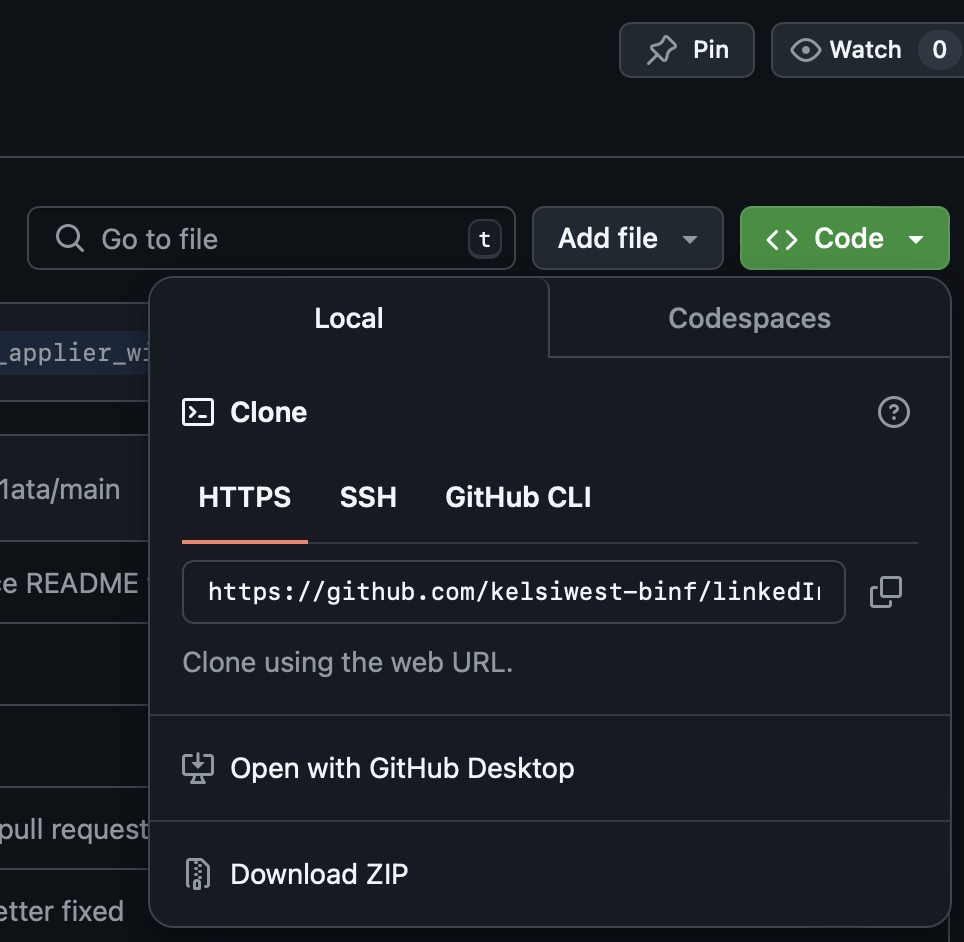 Pin
Watch 0
Go to file t
Add file
Code
Local
Codespaces
_applier_wi
Clone
1ata/main
HTTPS SSH GitHub CLI
ce README
https://github.com/kelsiwest-binf/linkedIn
Clone using the web URL.
Open with GitHub Desktop
pull request
Download ZIP
etter fixed